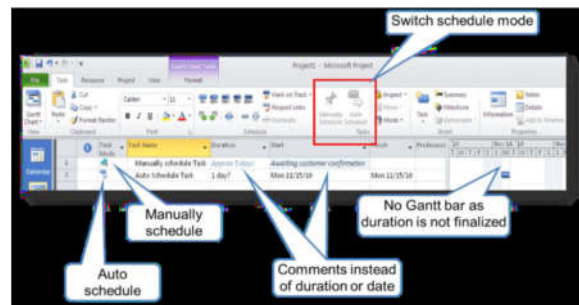 Switch schedule mode
Project1 - Microsoft Project
File Task Resource Project View Format
Cut
Copy
Format Painter
Paste
Calibri 11
Mark on Track
Respect Links
Inspect
Move
Mode
Manually Schedule
Auto Schedule
Task
Summary
Milestone
Information
Notes
Details
Add to Timeline
Gantt Chart
View Clipboard Font Schedule Tasks Properties
Task Mode Task Name Duration Start Finish Predecessors
Calendar
1 Manually schedule Task Approx 5 days Awaiting customer confirmation
2 Auto Schedule Task 1 day? Mon 11/15/10 Mon 11/15/10
Manually
schedule
Auto
schedule
Comments instead
of duration or date
No Gantt bar as
duration is not finalized